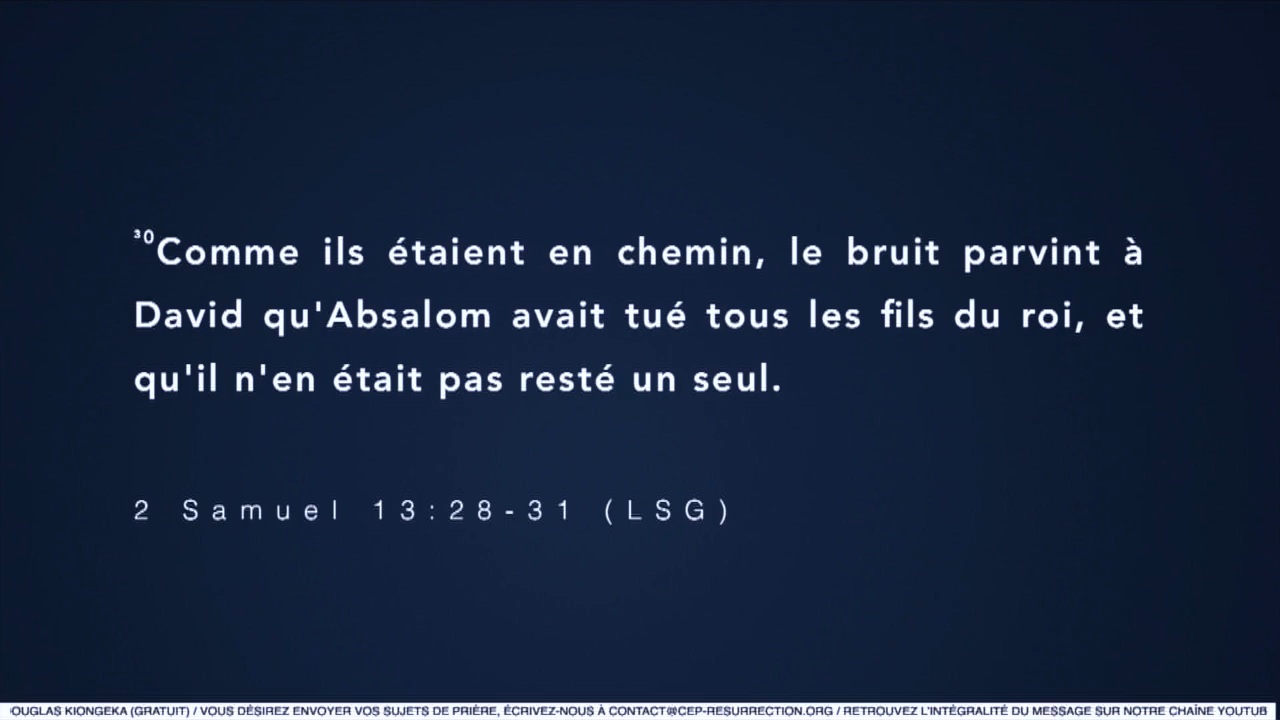 ³⁰Comme ils étaient en chemin, le bruit parvint à
David qu'Absalom avait tué tous les fils du roi, et
qu'il n'en était pas resté un seul.
2 Samuel 13:28-31 (LSG)
OUGLAS KIONGEKA (GRATUIT) / VOUS DÉSIREZ ENVOYER VOS SUJETS DE PRIÈRE, ÉCRIVEZ-NOUS À CONTACT@CEP-RESURRECTION.ORG / RETROUVEZ L'INTÉGRALITÉ DU MESSAGE SUR NOTRE CHAÎNE YOUTUB